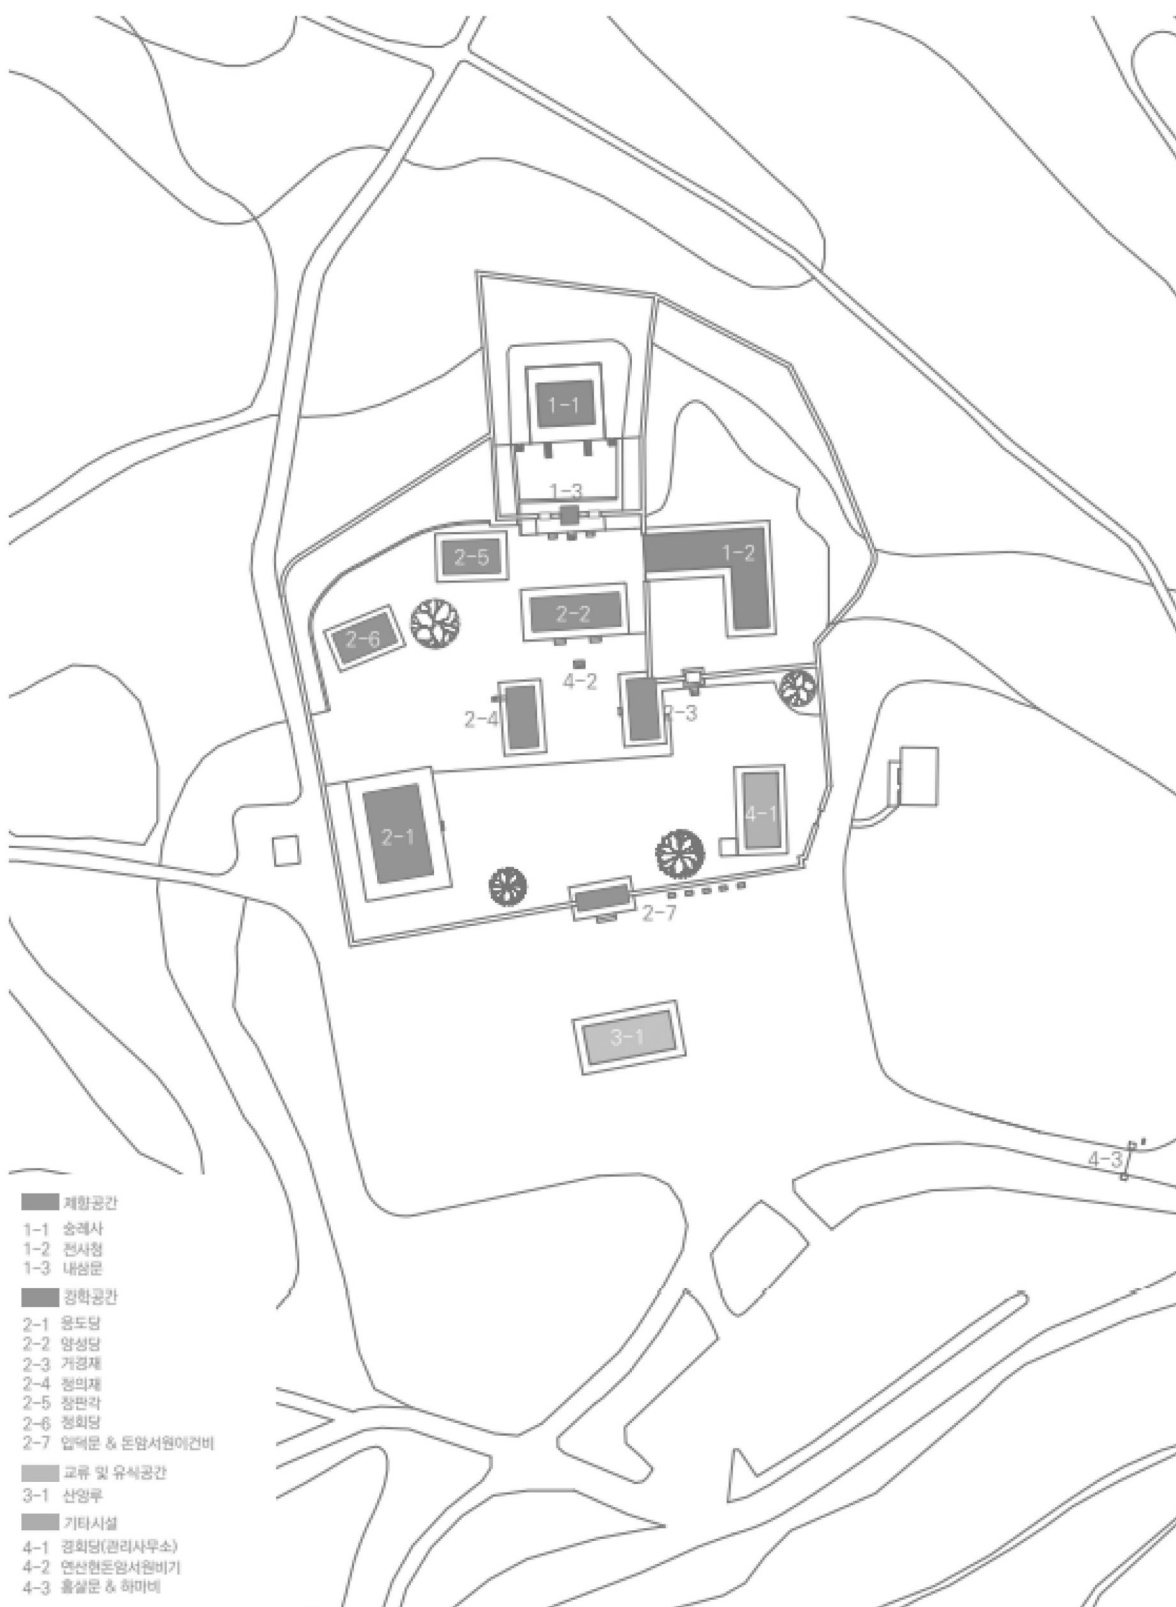 1-1
1-3
1-2
2-5
2-2
2-6
4-2
2-4
2-3
4-1
2-1
2-7
3-1
4-3
제향공간
1-1 숭례사
1-2 전사청
1-3 내삼문
강학공간
2-1 응도당
2-2 양성당
2-3 거경재
2-4 정의재
2-5 장판각
2-6 정회당
2-7 입덕문 & 돈암서원이건비
교류 및 유식공간
3-1 산앙루
기타시설
4-1 경회당(관리사무소)
4-2 연산현돈암서원비기
4-3 홍살문 & 하마비